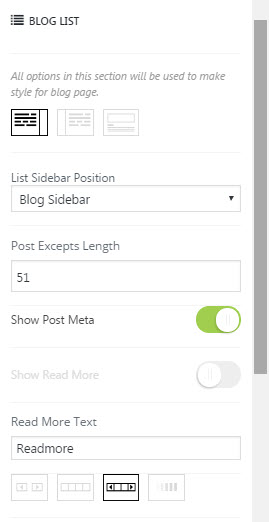 BLOG LIST
All options in this section will be used to make
style for blog page.
List Sidebar Position
Blog Sidebar
Post Excepts Length
51
Show Post Meta
Show Read More
Read More Text
Readmore